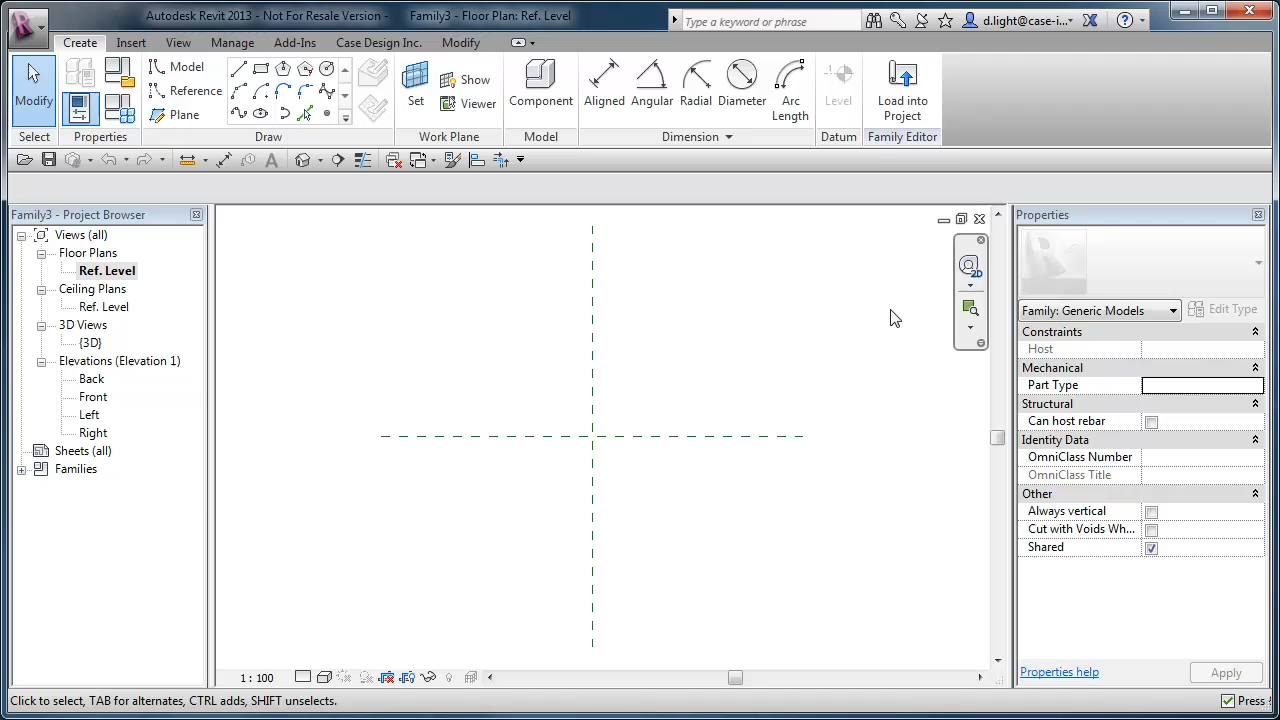 Autodesk Revit 2013 - Not For Resale Version - Family3 - Floor Plan: Ref. Level
Type a keyword or phrase
d.light@case-i...
Create Insert View Manage Add-Ins Case Design Inc. Modify
Modify
Model
Reference
Plane
Set
Show
Viewer
Component
Aligned
Angular
Radial
Diameter
Arc
Length
Level
Load into
Project
Select
Properties
Draw
Work Plane
Model
Dimension
Datum
Family Editor
Family3 - Project Browser
Views (all)
Floor Plans
Ref. Level
Ceiling Plans
Ref. Level
3D Views
{3D}
Elevations (Elevation 1)
Back
Front
Left
Right
Sheets (all)
Families
2D
Properties
Family: Generic Models
Edit Type
Constraints
Host
Mechanical
Part Type
Structural
Can host rebar
Identity Data
OmniClass Number
OmniClass Title
Other
Always vertical
Cut with Voids Wh...
Shared
Properties help
Apply
1 : 100
Click to select, TAB for alternates, CTRL adds, SHIFT unselects.
Press